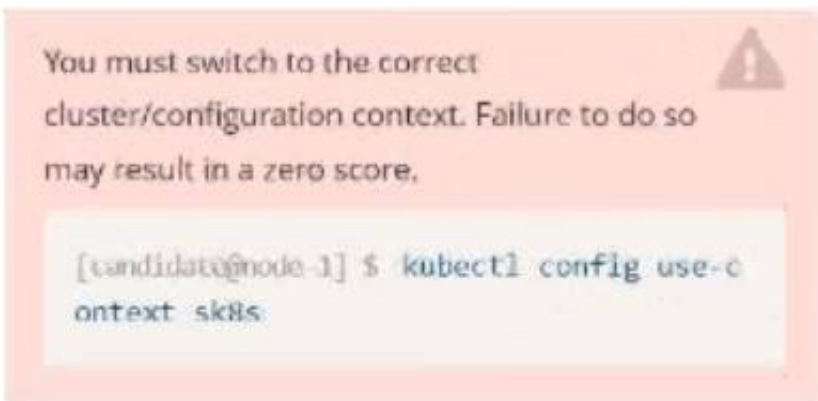 You must switch to the correct
cluster/configuration context. Failure to do so
may result in a zero score.
[candidate@node-1] $ kubectl config use-c
ontext sk8s